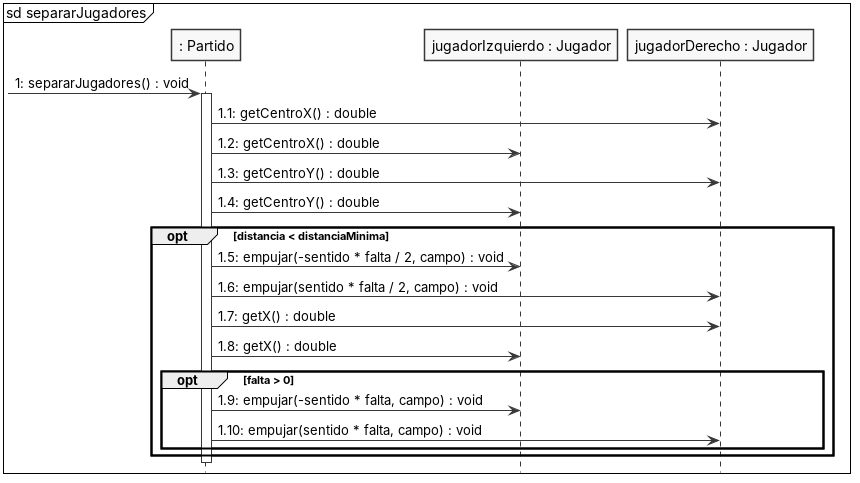 sd separarJugadores
: Partido
jugadorIzquierdo : Jugador
jugadorDerecho : Jugador
1: separarJugadores() : void
1.1: getCentroX() : double
1.2: getCentroX() : double
1.3: getCentroY() : double
1.4: getCentroY() : double
opt
[distancia < distanciaMinima]
1.5: empujar(-sentido * falta / 2, campo) : void
1.6: empujar(sentido * falta / 2, campo) : void
1.7: getX() : double
1.8: getX() : double
opt
[falta > 0]
1.9: empujar(-sentido * falta, campo) : void
1.10: empujar(sentido * falta, campo) : void